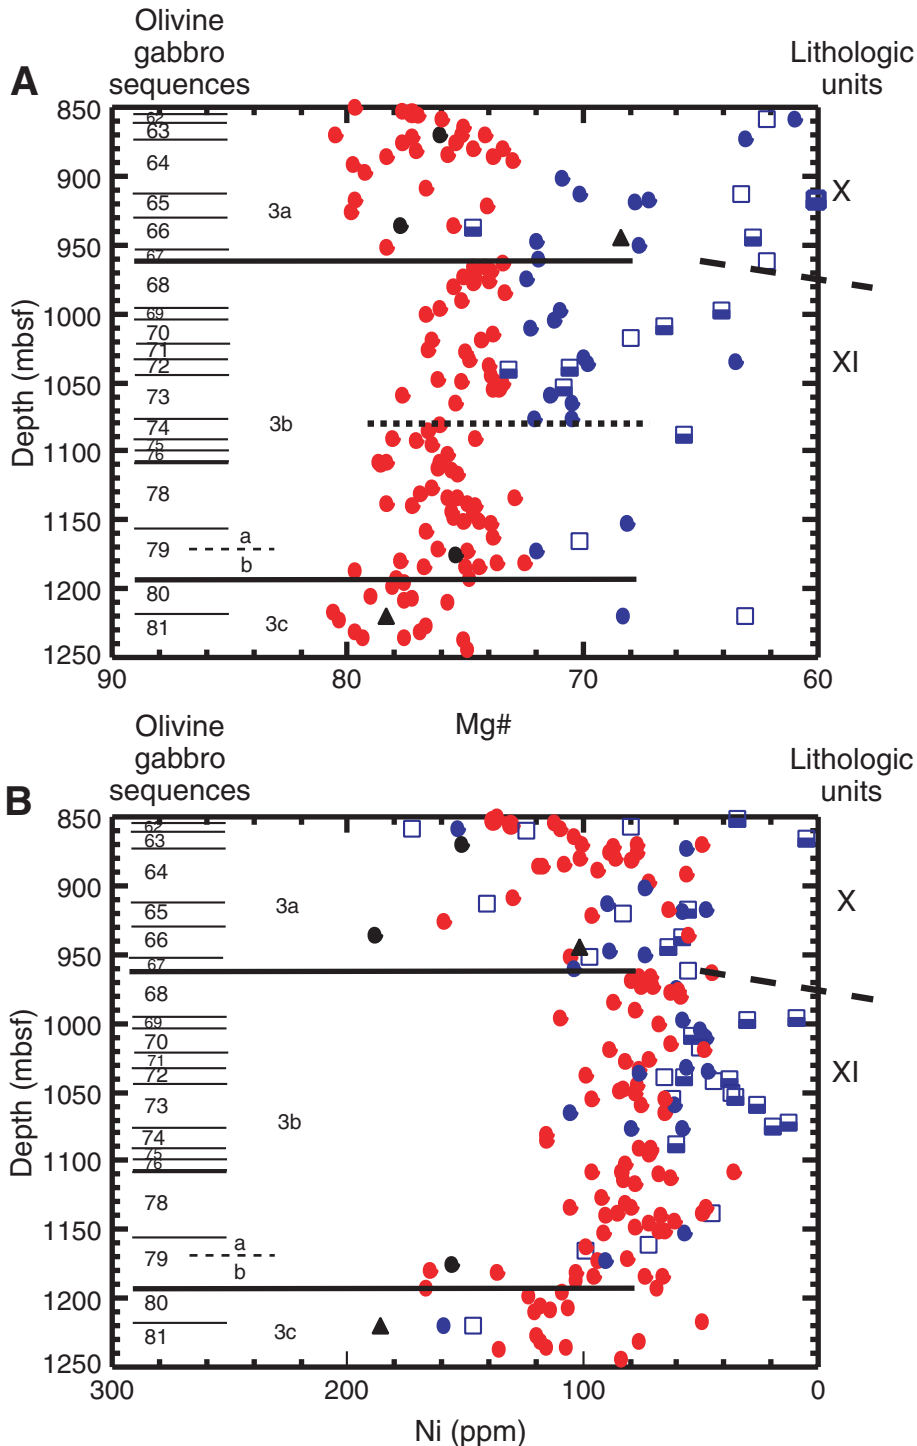 Olivine
gabbro
sequences
Lithologic
units
A
850
900
950
1000
1050
1100
1150
1200
1250
Depth (mbsf)
62
63
64
65
66
67
68
69
70
71
72
73
74
75
76
78
79
a
b
80
81
3a
3b
3c
X
XI
90
80
70
60
Mg#
Olivine
gabbro
sequences
Lithologic
units
B
850
900
950
1000
1050
1100
1150
1200
1250
Depth (mbsf)
62
63
64
65
66
67
68
69
70
71
72
73
74
75
76
78
79
a
b
80
81
3a
3b
3c
X
XI
300
200
100
0
Ni (ppm)